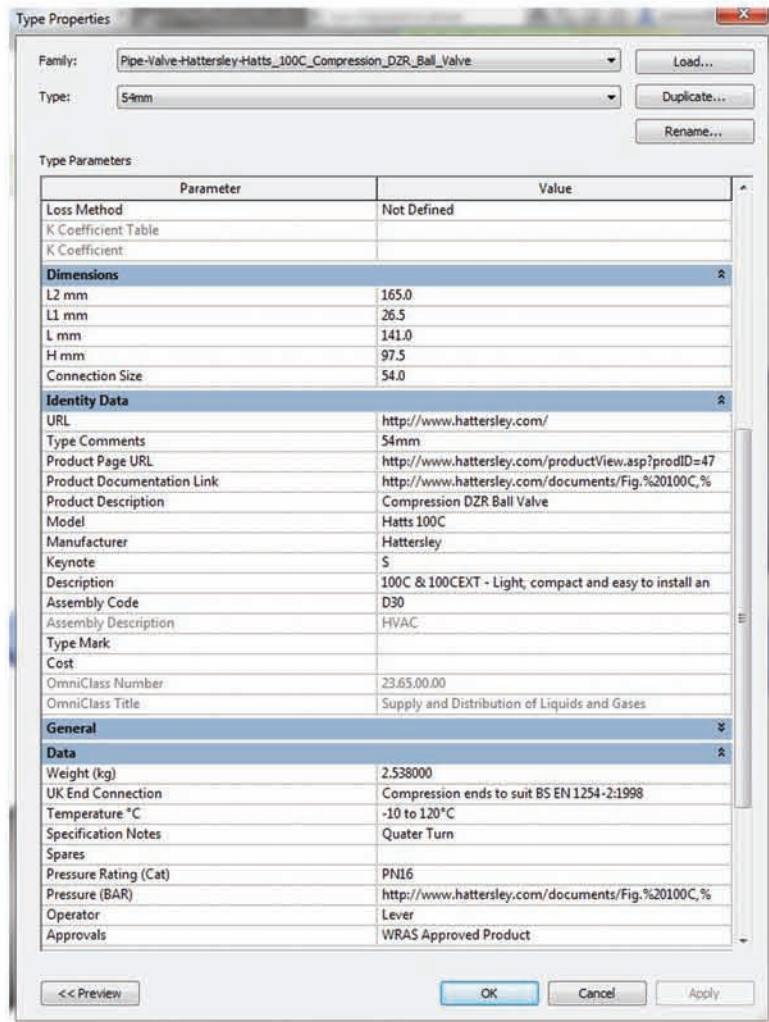 Type Properties
Family: Pipe-Valve-Hattersley-Hatts_100C_Compression_DZR_Ball_Valve Load...
Type: 54mm Duplicate...
Rename...
Type Parameters
Parameter Value
Loss Method Not Defined
K Coefficient Table
K Coefficient
Dimensions
L2 mm 165.0
L1 mm 26.5
L mm 141.0
H mm 97.5
Connection Size 54.0
Identity Data
URL http://www.hattersley.com/
Type Comments 54mm
Product Page URL http://www.hattersley.com/productView.asp?prodID=47
Product Documentation Link http://www.hattersley.com/documents/Fig.%20100C,%
Product Description Compression DZR Ball Valve
Model Hatts 100C
Manufacturer Hattersley
Keynote S
Description 100C & 100CEXT - Light, compact and easy to install an
Assembly Code D30
Assembly Description HVAC
Type Mark
Cost
OmniClass Number 23.65.00.00
OmniClass Title Supply and Distribution of Liquids and Gases
General
Data
Weight (kg) 2.538000
UK End Connection Compression ends to suit BS EN 1254-2:1998
Temperature °C -10 to 120°C
Specification Notes Quater Turn
Spares
Pressure Rating (Cat) PN16
Pressure (BAR) http://www.hattersley.com/documents/Fig.%20100C,%
Operator Lever
Approvals WRAS Approved Product
<< Preview OK Cancel Apply